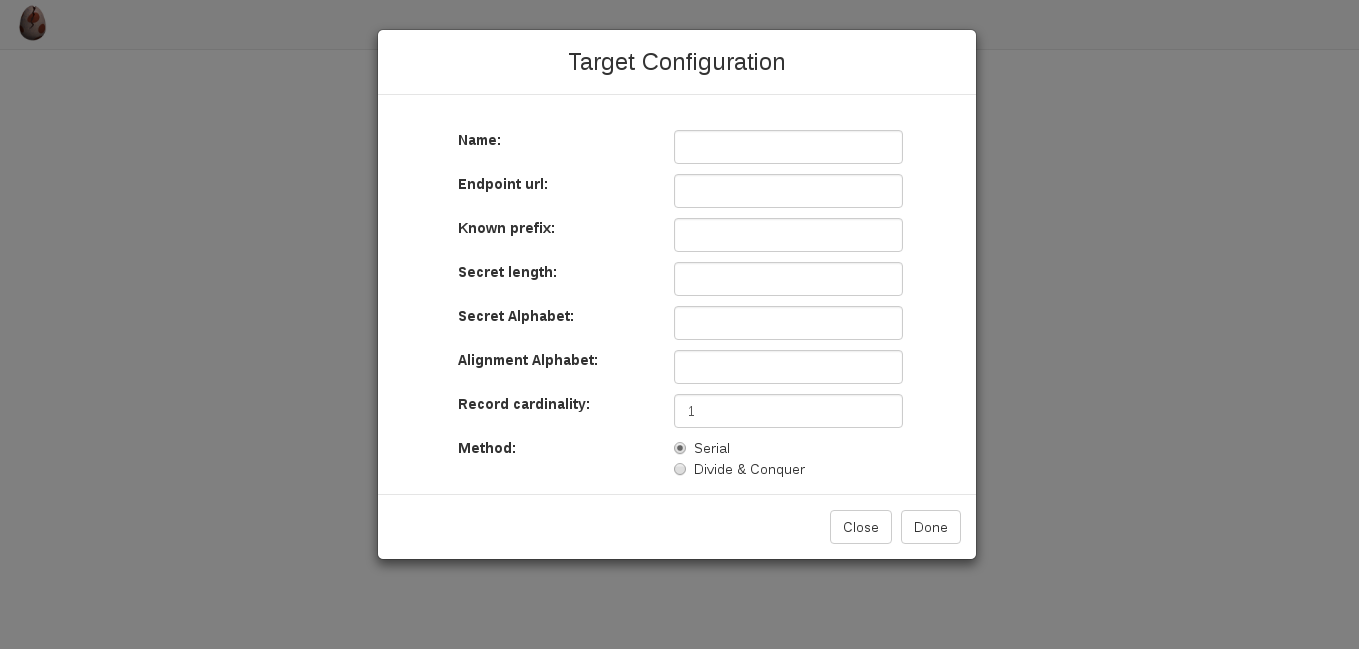 Target Configuration
Name:
Endpoint url:
Known prefix:
Secret length:
Secret Alphabet:
Alignment Alphabet:
Record cardinality: 1
Method: Serial
Divide & Conquer
Close Done